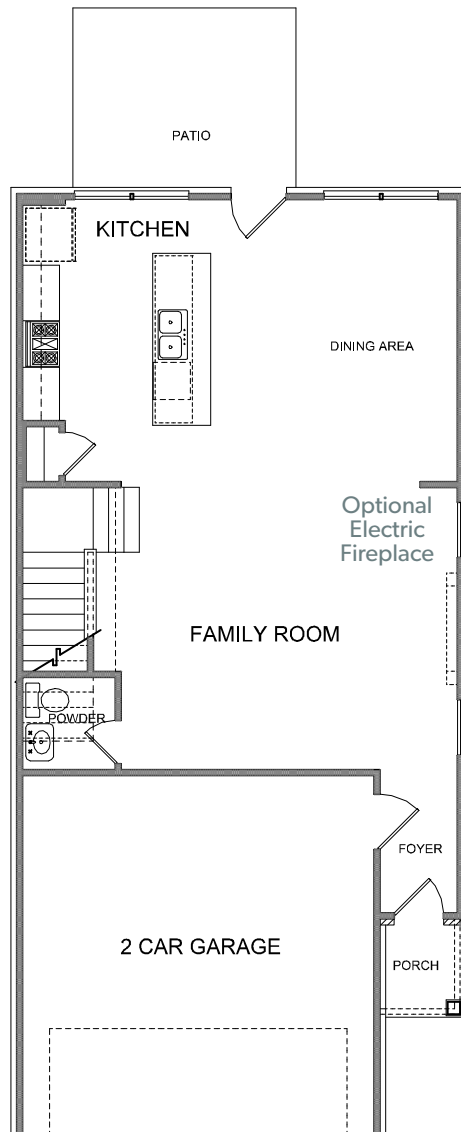 PATIO
KITCHEN
DINING AREA
Optional
Electric
Fireplace
FAMILY ROOM
POWDER
FOYER
2 CAR GARAGE
PORCH